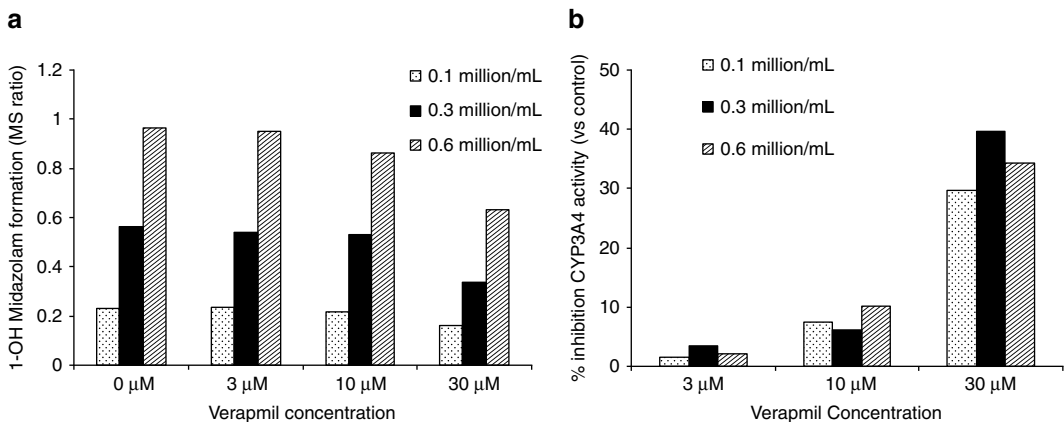 a
1-OH Midazolam formation (MS ratio)
1.2
1
0.8
0.6
0.4
0.2
0
0.1 million/mL
0.3 million/mL
0.6 million/mL
0 μM
3 μM
10 μM
30 μM
Verapmil concentration
b
% inhibition CYP3A4 activity (vs control)
50
40
30
20
10
0
0.1 million/mL
0.3 million/mL
0.6 million/mL
3 μM
10 μM
30 μM
Verapmil Concentration